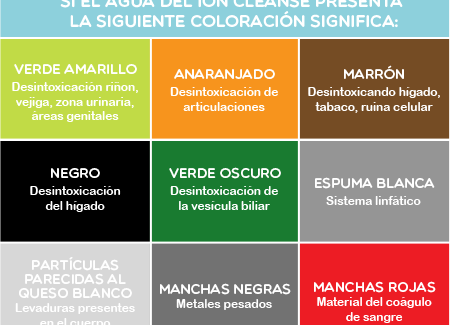 SI EL AGUA DEL ION CLEANSE PRESENTA
LA SIGUIENTE COLORACIÓN SIGNIFICA:
VERDE AMARILLO
Desintoxicación riñon,
vejiga, zona urinaria,
áreas genitales
ANARANJADO
Desintoxicación de
articulaciones
MARRÓN
Desintoxicando hígado,
tabaco, ruina celular
NEGRO
Desintoxicación
del hígado
VERDE OSCURO
Desintoxicación de
la vesícula biliar
ESPUMA BLANCA
Sistema linfático
PARTÍCULAS
PARECIDAS AL
QUESO BLANCO
Levaduras presentes
en el cuerpo
MANCHAS NEGRAS
Metales pesados
MANCHAS ROJAS
Material del coágulo
de sangre